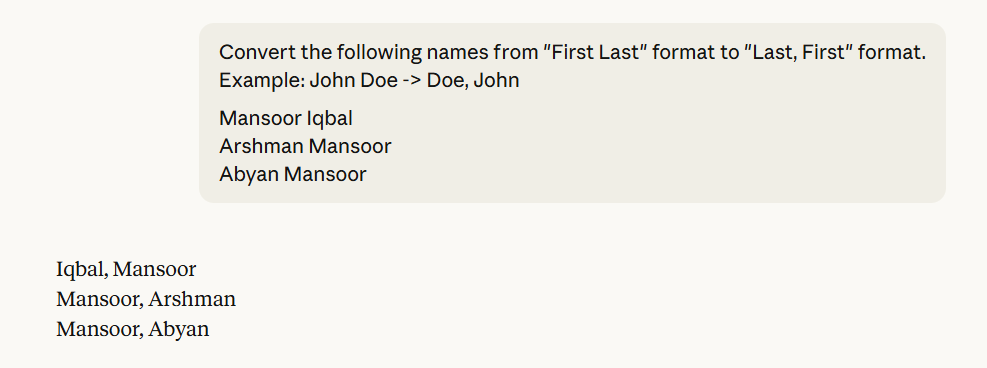 Convert the following names from "First Last" format to "Last, First" format.
Example: John Doe -> Doe, John
Mansoor Iqbal
Arshman Mansoor
Abyan Mansoor
Iqbal, Mansoor
Mansoor, Arshman
Mansoor, Abyan